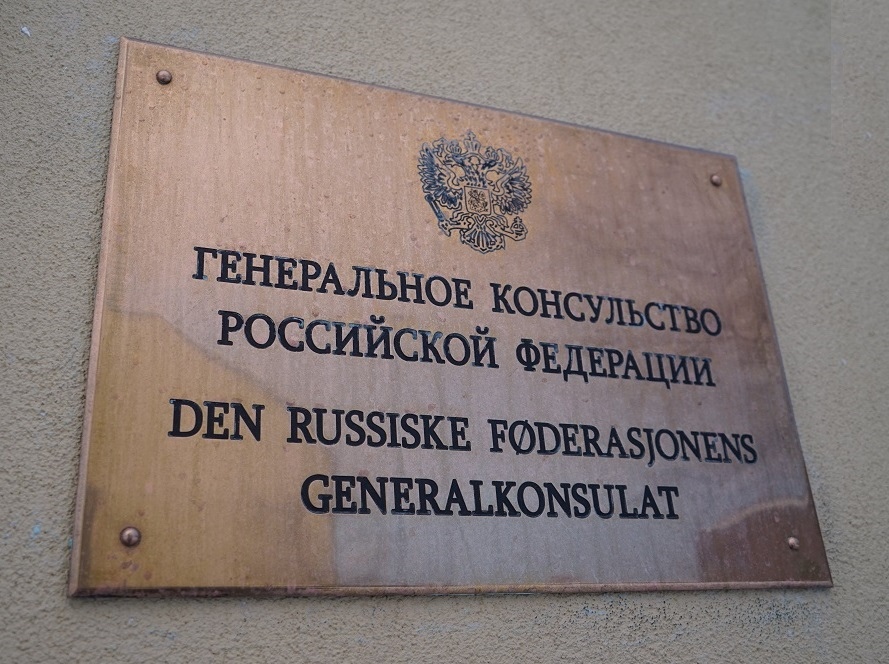 ГЕНЕРАЛЬНОЕ КОНСУЛЬСТВО
РОССИЙСКОЙ ФЕДЕРАЦИИ
DEN RUSSISKE FØDERASJONENS
GENERALKONSULAT